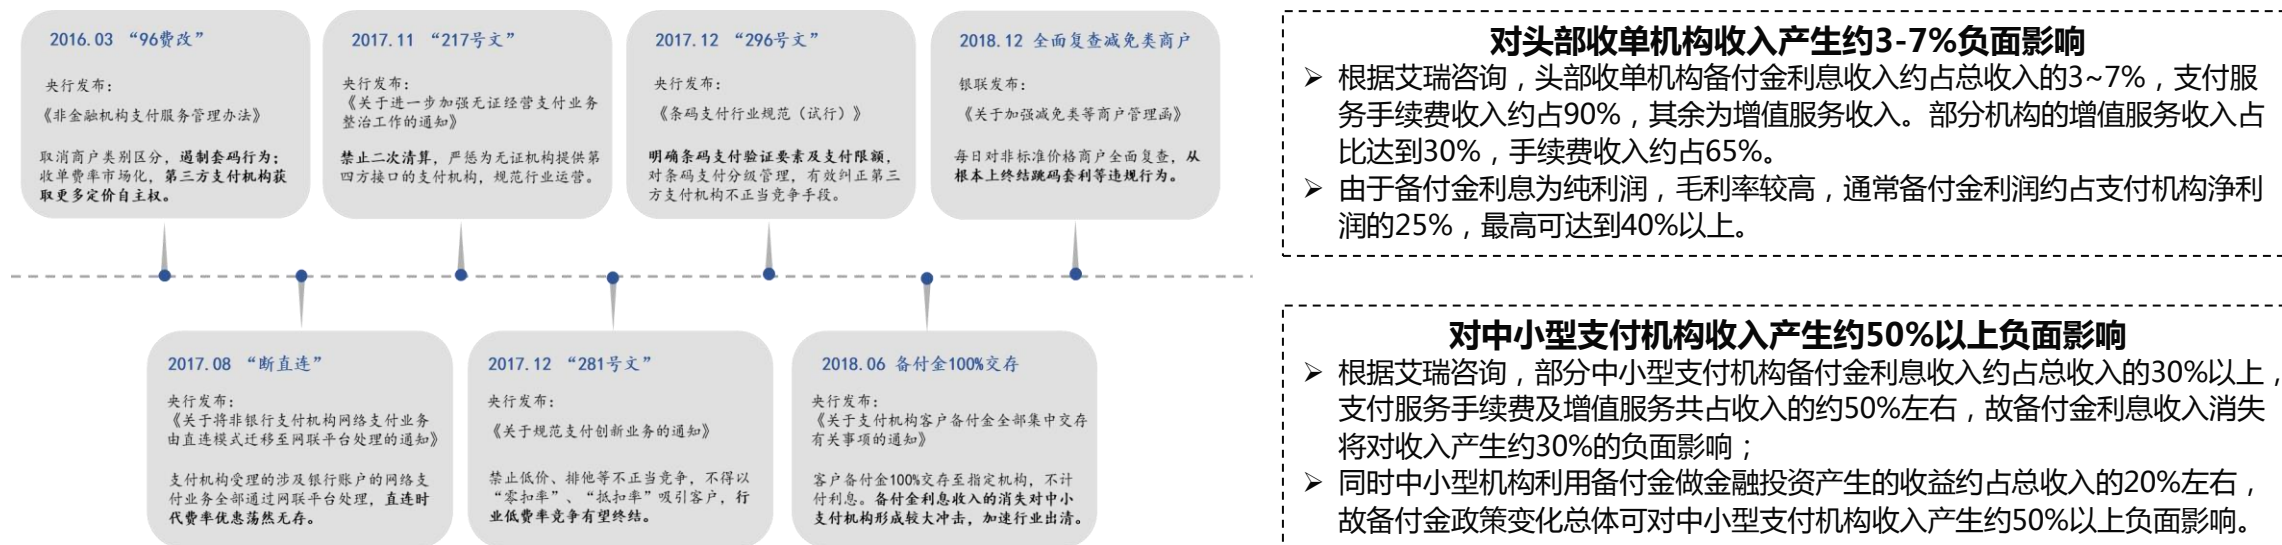 2016.03 “96费改”
央行发布：
《非金融机构支付服务管理办法》
取消商户类别区分，遏制套码行为；
收单费率市场化，第三方支付机构获
取更多定价自主权。
2017.11 “217号文”
央行发布：
《关于进一步加强无证经营支付业务
整治工作的通知》
禁止二次清算，严惩为无证机构提供第
四方接口的支付机构，规范行业运营。
2017.12 “296号文”
央行发布：
《条码支付行业规范（试行）》
明确条码支付验证要素及支付限额，
对条码支付分级管理，有效纠正第三
方支付机构不正当竞争手段。
2018.12 全面复查减免类商户
银联发布：
《关于加强减免类等商户管理函》
每日对非标准价格商户全面复查，从
根本上终结跳码套利等违规行为。
2017.08 “断直连”
央行发布：
《关于将非银行支付机构网络支付业务
由直连模式迁移至网联平台处理的通知》
支付机构受理的涉及银行账户的网络支
付业务全部通过网联平台处理，直连时
代费率优惠荡然无存。
2017.12 “281号文”
央行发布：
《关于规范支付创新业务的通知》
禁止低价、排他等不正当竞争，不得以
“零扣率”、“抵扣率”吸引客户，行
业低费率竞争有望终结。
2018.06 备付金100%交存
央行发布：
《关于支付机构客户备付金全部集中交存
有关事项的通知》
客户备付金100%交存至指定机构，不计
付利息。备付金利息收入的消失对中小
支付机构形成较大冲击，加速行业出清。
对头部收单机构收入产生约3-7%负面影响
➢ 根据艾瑞咨询，头部收单机构备付金利息收入约占总收入的3~7%，支付服
务手续费收入约占90%，其余为增值服务收入。部分机构的增值服务收入占
比达到30%，手续费收入约占65%。
➢ 由于备付金利息为纯利润，毛利率较高，通常备付金利润约占支付机构净利
润的25%，最高可达到40%以上。
对中小型支付机构收入产生约50%以上负面影响
➢ 根据艾瑞咨询，部分中小型支付机构备付金利息收入约占总收入的30%以上，
支付服务手续费及增值服务共占收入的约50%左右，故备付金利息收入消失
将对收入产生约30%的负面影响；
➢ 同时中小型机构利用备付金做金融投资产生的收益约占总收入的20%左右，
故备付金政策变化总体可对中小型支付机构收入产生约50%以上负面影响。